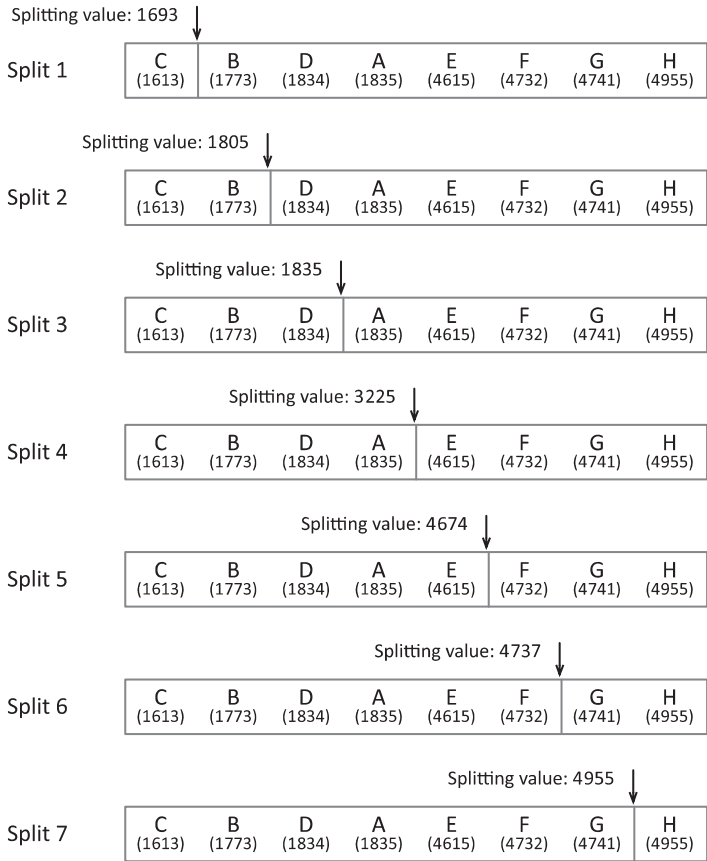 Splitting value: 1693
Split 1
C B D A E F G H
(1613) (1773) (1834) (1835) (4615) (4732) (4741) (4955)
Splitting value: 1805
Split 2
C B D A E F G H
(1613) (1773) (1834) (1835) (4615) (4732) (4741) (4955)
Splitting value: 1835
Split 3
C B D A E F G H
(1613) (1773) (1834) (1835) (4615) (4732) (4741) (4955)
Splitting value: 3225
Split 4
C B D A E F G H
(1613) (1773) (1834) (1835) (4615) (4732) (4741) (4955)
Splitting value: 4674
Split 5
C B D A E F G H
(1613) (1773) (1834) (1835) (4615) (4732) (4741) (4955)
Splitting value: 4737
Split 6
C B D A E F G H
(1613) (1773) (1834) (1835) (4615) (4732) (4741) (4955)
Splitting value: 4955
Split 7
C B D A E F G H
(1613) (1773) (1834) (1835) (4615) (4732) (4741) (4955)